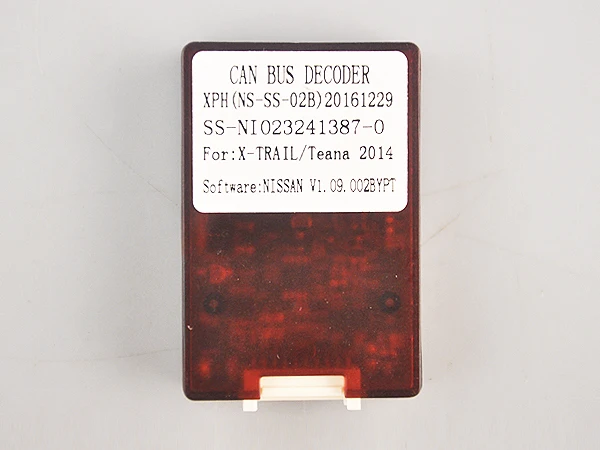 CAN BUS DECODER
XPH(NS-SS-02B)20161229
SS-NI023241387-0
For:X-TRAIL/Teana 2014
Software:NISSAN V1.09.002BYPT